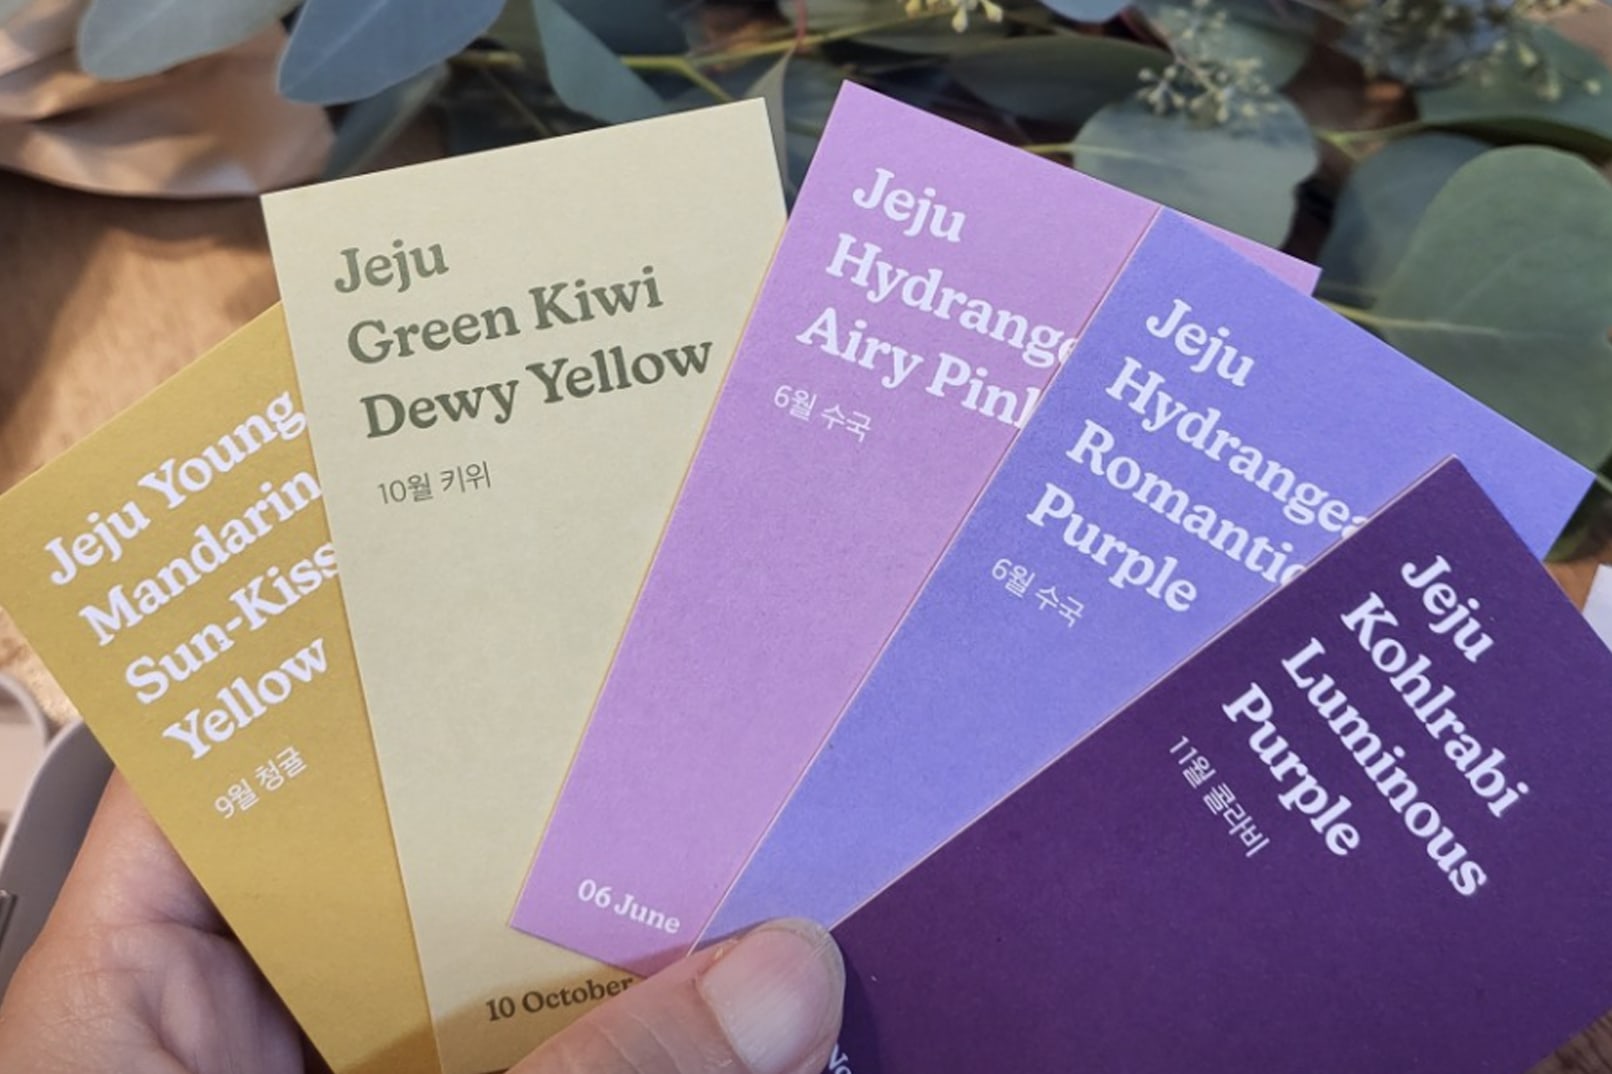 Jeju Young
Mandarin
Sun-Kiss
Yellow
9월 청귤
Jeju
Green Kiwi
Dewy Yellow
10월 키위
10 October
Jeju
Hydrange
Airy Pink
6월 수국
06 June
Jeju
Hydrangea
Romantic
Purple
6월 수국
Jeju
Kohlrabi
Luminous
Purple
11월 콜라비